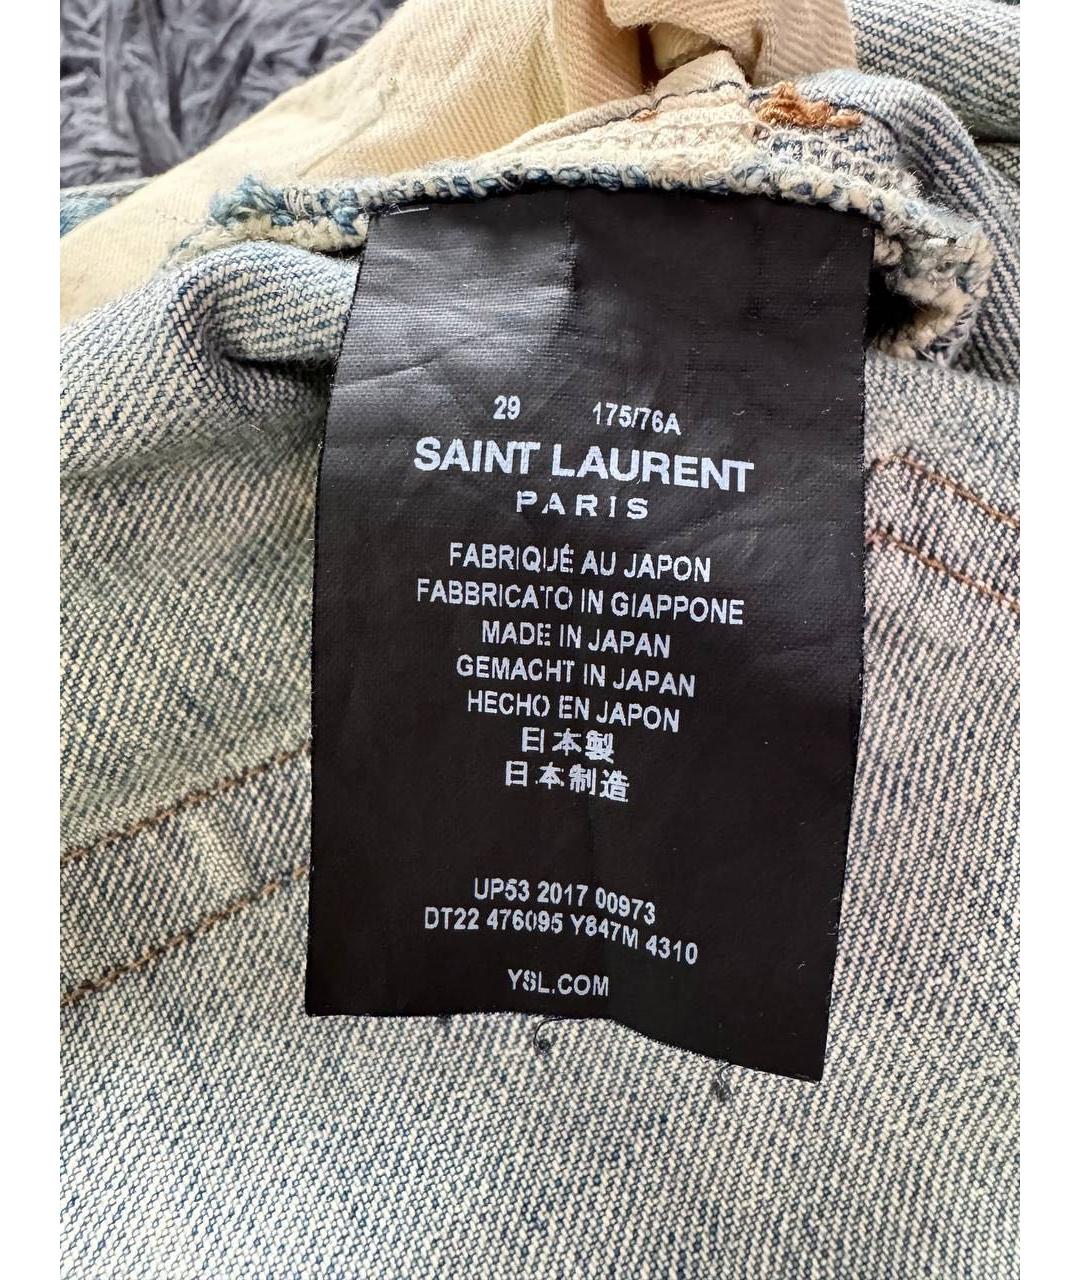 29 175/76A
SAINT LAURENT
PARIS
FABRIQUÉ AU JAPON
FABBRICATO IN GIAPPONE
MADE IN JAPAN
GEMACHT IN JAPAN
HECHO EN JAPON
日本製
日本制造
UP53 2017 00973
DT22 476095 Y847M 4310
YSL.COM